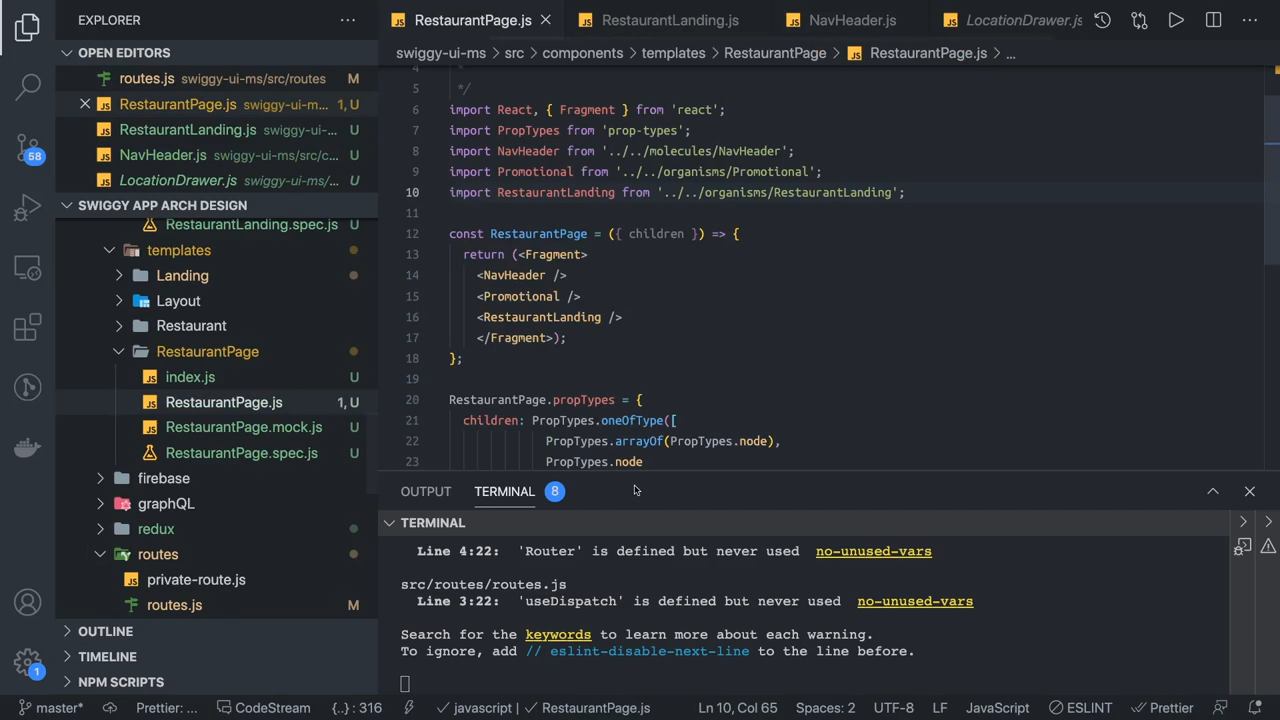 EXPLORER
OPEN EDITORS
routes.js swiggy-ui-ms/src/routes M
RestaurantPage.js swiggy-ui-m... 1, U
RestaurantLanding.js swiggy-ui-... U
NavHeader.js swiggy-ui-ms/src/c... U
LocationDrawer.js swiggy-ui-ms/... U
SWIGGY APP ARCH DESIGN
RestaurantLanding.spec.js U
templates
Landing
Layout
Restaurant
RestaurantPage
index.js U
RestaurantPage.js 1, U
RestaurantPage.mock.js U
RestaurantPage.spec.js U
firebase
graphQL
redux
routes
private-route.js
routes.js M
OUTLINE
TIMELINE
NPM SCRIPTS
58
1
RestaurantPage.js RestaurantLanding.js NavHeader.js LocationDrawer.js
swiggy-ui-ms > src > components > templates > RestaurantPage > RestaurantPage.js > ...
5 */
6 import React, { Fragment } from 'react';
7 import PropTypes from 'prop-types';
8 import NavHeader from '../../molecules/NavHeader';
9 import Promotional from '../../organisms/Promotional';
10 import RestaurantLanding from '../../organisms/RestaurantLanding';
11
12 const RestaurantPage = ({ children }) => {
13 return (<Fragment>
14 <NavHeader />
15 <Promotional />
16 <RestaurantLanding />
17 </Fragment>);
18 };
19
20 RestaurantPage.propTypes = {
21 children: PropTypes.oneOfType([
22 PropTypes.arrayOf(PropTypes.node),
23 PropTypes.node
OUTPUT TERMINAL 8
TERMINAL
Line 4:22: 'Router' is defined but never used no-unused-vars
src/routes/routes.js
Line 3:22: 'useDispatch' is defined but never used no-unused-vars
Search for the keywords to learn more about each warning.
To ignore, add // eslint-disable-next-line to the line before.
master* Prettier: ... CodeStream {..} : 316 javascript | RestaurantPage.js Ln 10, Col 65 Spaces: 2 UTF-8 LF JavaScript ESLINT Prettier